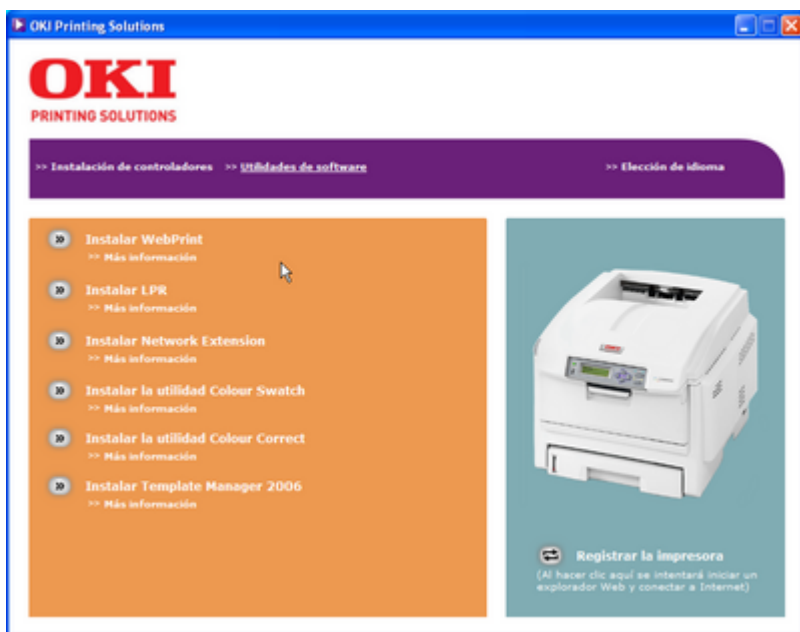 OKI Printing Solutions
OKI
PRINTING SOLUTIONS
>> Instalación de controladores >> Utilidades de software >> Elección de idioma
Instalar WebPrint
>> Más información
Instalar LPR
>> Más información
Instalar Network Extension
>> Más información
Instalar la utilidad Colour Swatch
>> Más información
Instalar la utilidad Colour Correct
>> Más información
Instalar Template Manager 2006
>> Más información
OKI
Registrar la impresora
(Al hacer clic aquí se intentará iniciar un
explorador Web y conectar a Internet)